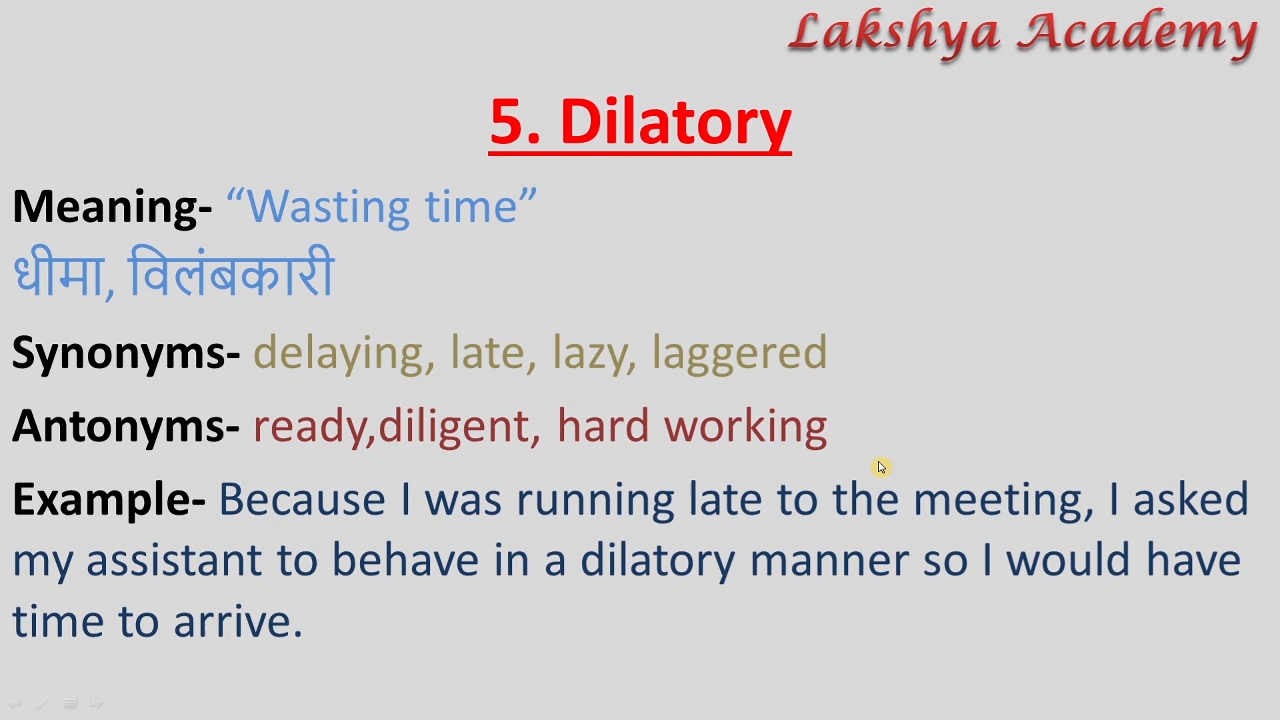 Lakshya Academy
5. Dilatory
Meaning- “Wasting time”
धीमा, विलंबकारी
Synonyms- delaying, late, lazy, laggered
Antonyms- ready,diligent, hard working
Example- Because I was running late to the meeting, I asked
my assistant to behave in a dilatory manner so I would have
time to arrive.